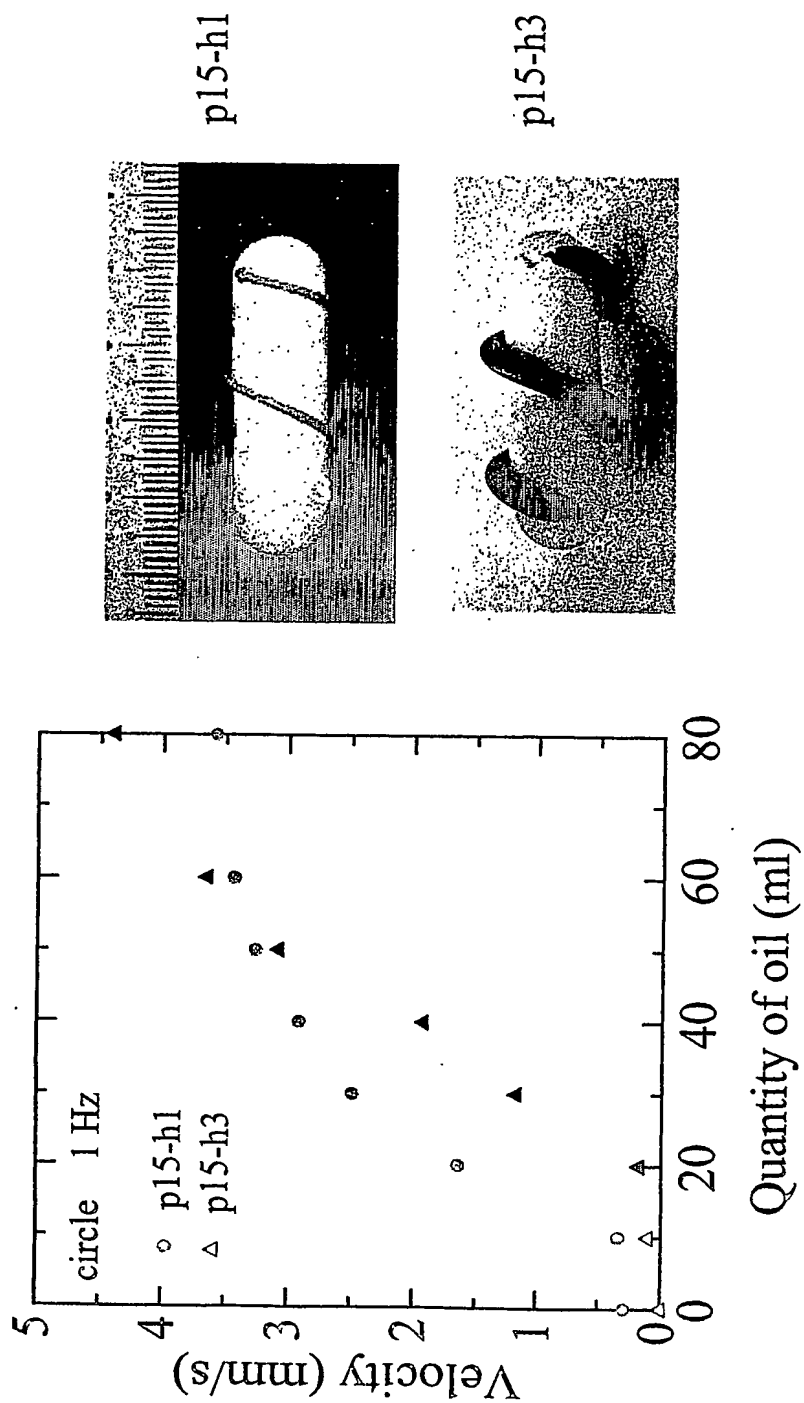 circle 1 Hz
p15-h1
p15-h3
Velocity (mm/s)
5
4
3
2
1
0
0
20
40
60
80
Quantity of oil (ml)
p15-h1
p15-h3